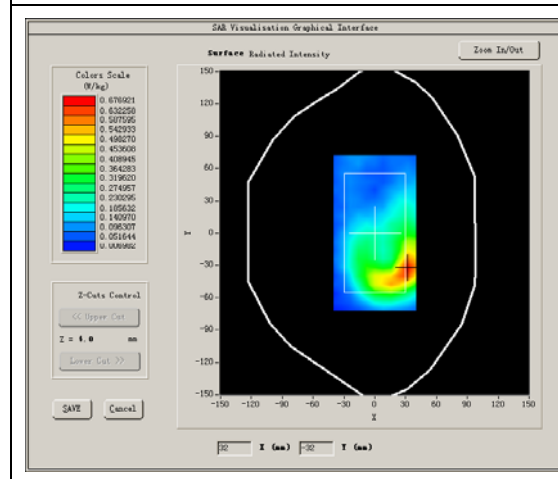 SAR Visualisation Graphical Interface
Surface Radiated Intensity
Zoom In/Out
Colors Scale
(W/kg)
0.676921
0.632258
0.587595
0.542933
0.498270
0.453608
0.408945
0.364283
0.319620
0.274957
0.230295
0.185632
0.140970
0.096307
0.051644
0.006982
Z-Cuts Control
<< Upper Cut
Z = 4.0 mm
Lower Cut >>
SAVE Cancel
150
120
90
60
30
0
-30
-60
-90
-120
-150
Y
-150 -120 -90 -60 -30 0 30 60 90 120 150
X
32 X (mm) -32 Y (mm)